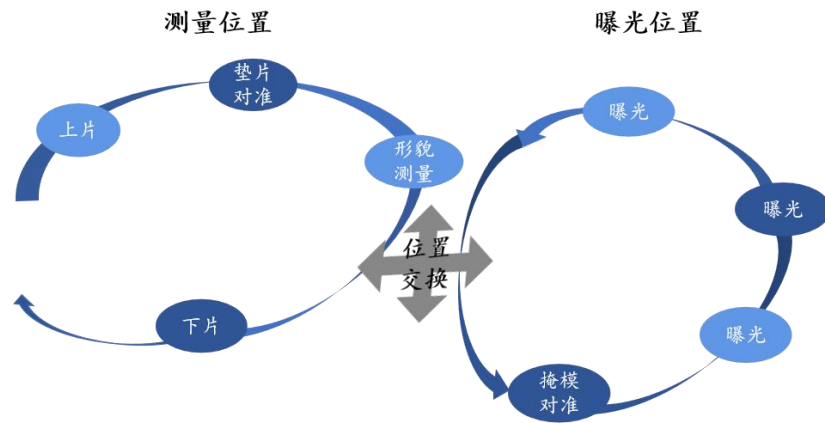 测量位置
曝光位置
垫片
对准
上片
形貌
测量
下片
位置
交换
曝光
曝光
曝光
掩模
对准